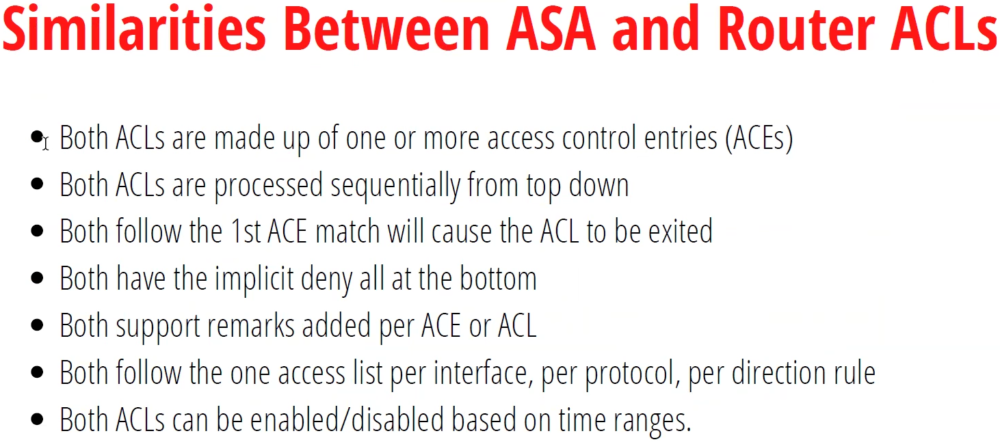 Similarities Between ASA and Router ACLs
• Both ACLs are made up of one or more access control entries (ACEs)
• Both ACLs are processed sequentially from top down
• Both follow the 1st ACE match will cause the ACL to be exited
• Both have the implicit deny all at the bottom
• Both support remarks added per ACE or ACL
• Both follow the one access list per interface, per protocol, per direction rule
• Both ACLs can be enabled/disabled based on time ranges.